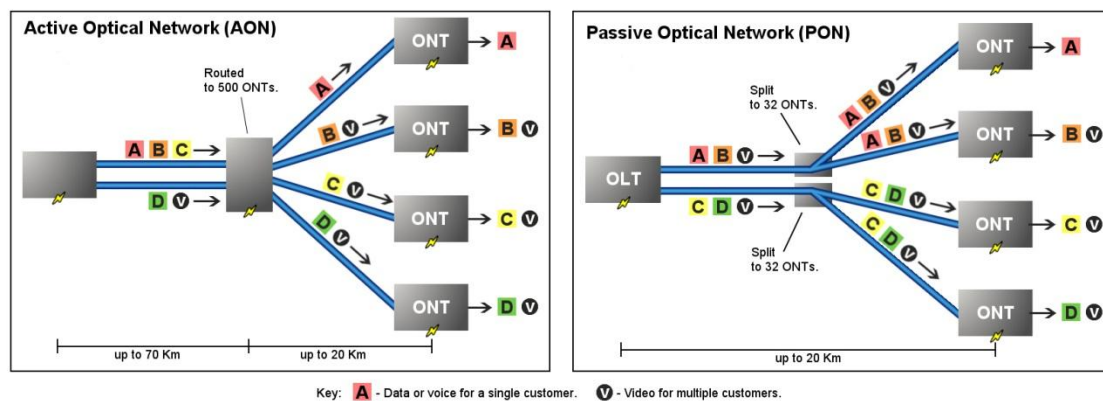 Active Optical Network (AON)
Routed
to 500 ONTs.
A B C
D V
A
B V
C V
D V
ONT
A
ONT
B V
ONT
C V
ONT
D V
up to 70 Km
up to 20 Km
Passive Optical Network (PON)
Split
to 32 ONTs.
OLT
A B V
C D V
A B V
A B V
C D V
C D V
Split
to 32 ONTs.
ONT
A
ONT
B V
ONT
C V
ONT
D V
up to 20 Km
Key: A - Data or voice for a single customer. V - Video for multiple customers.